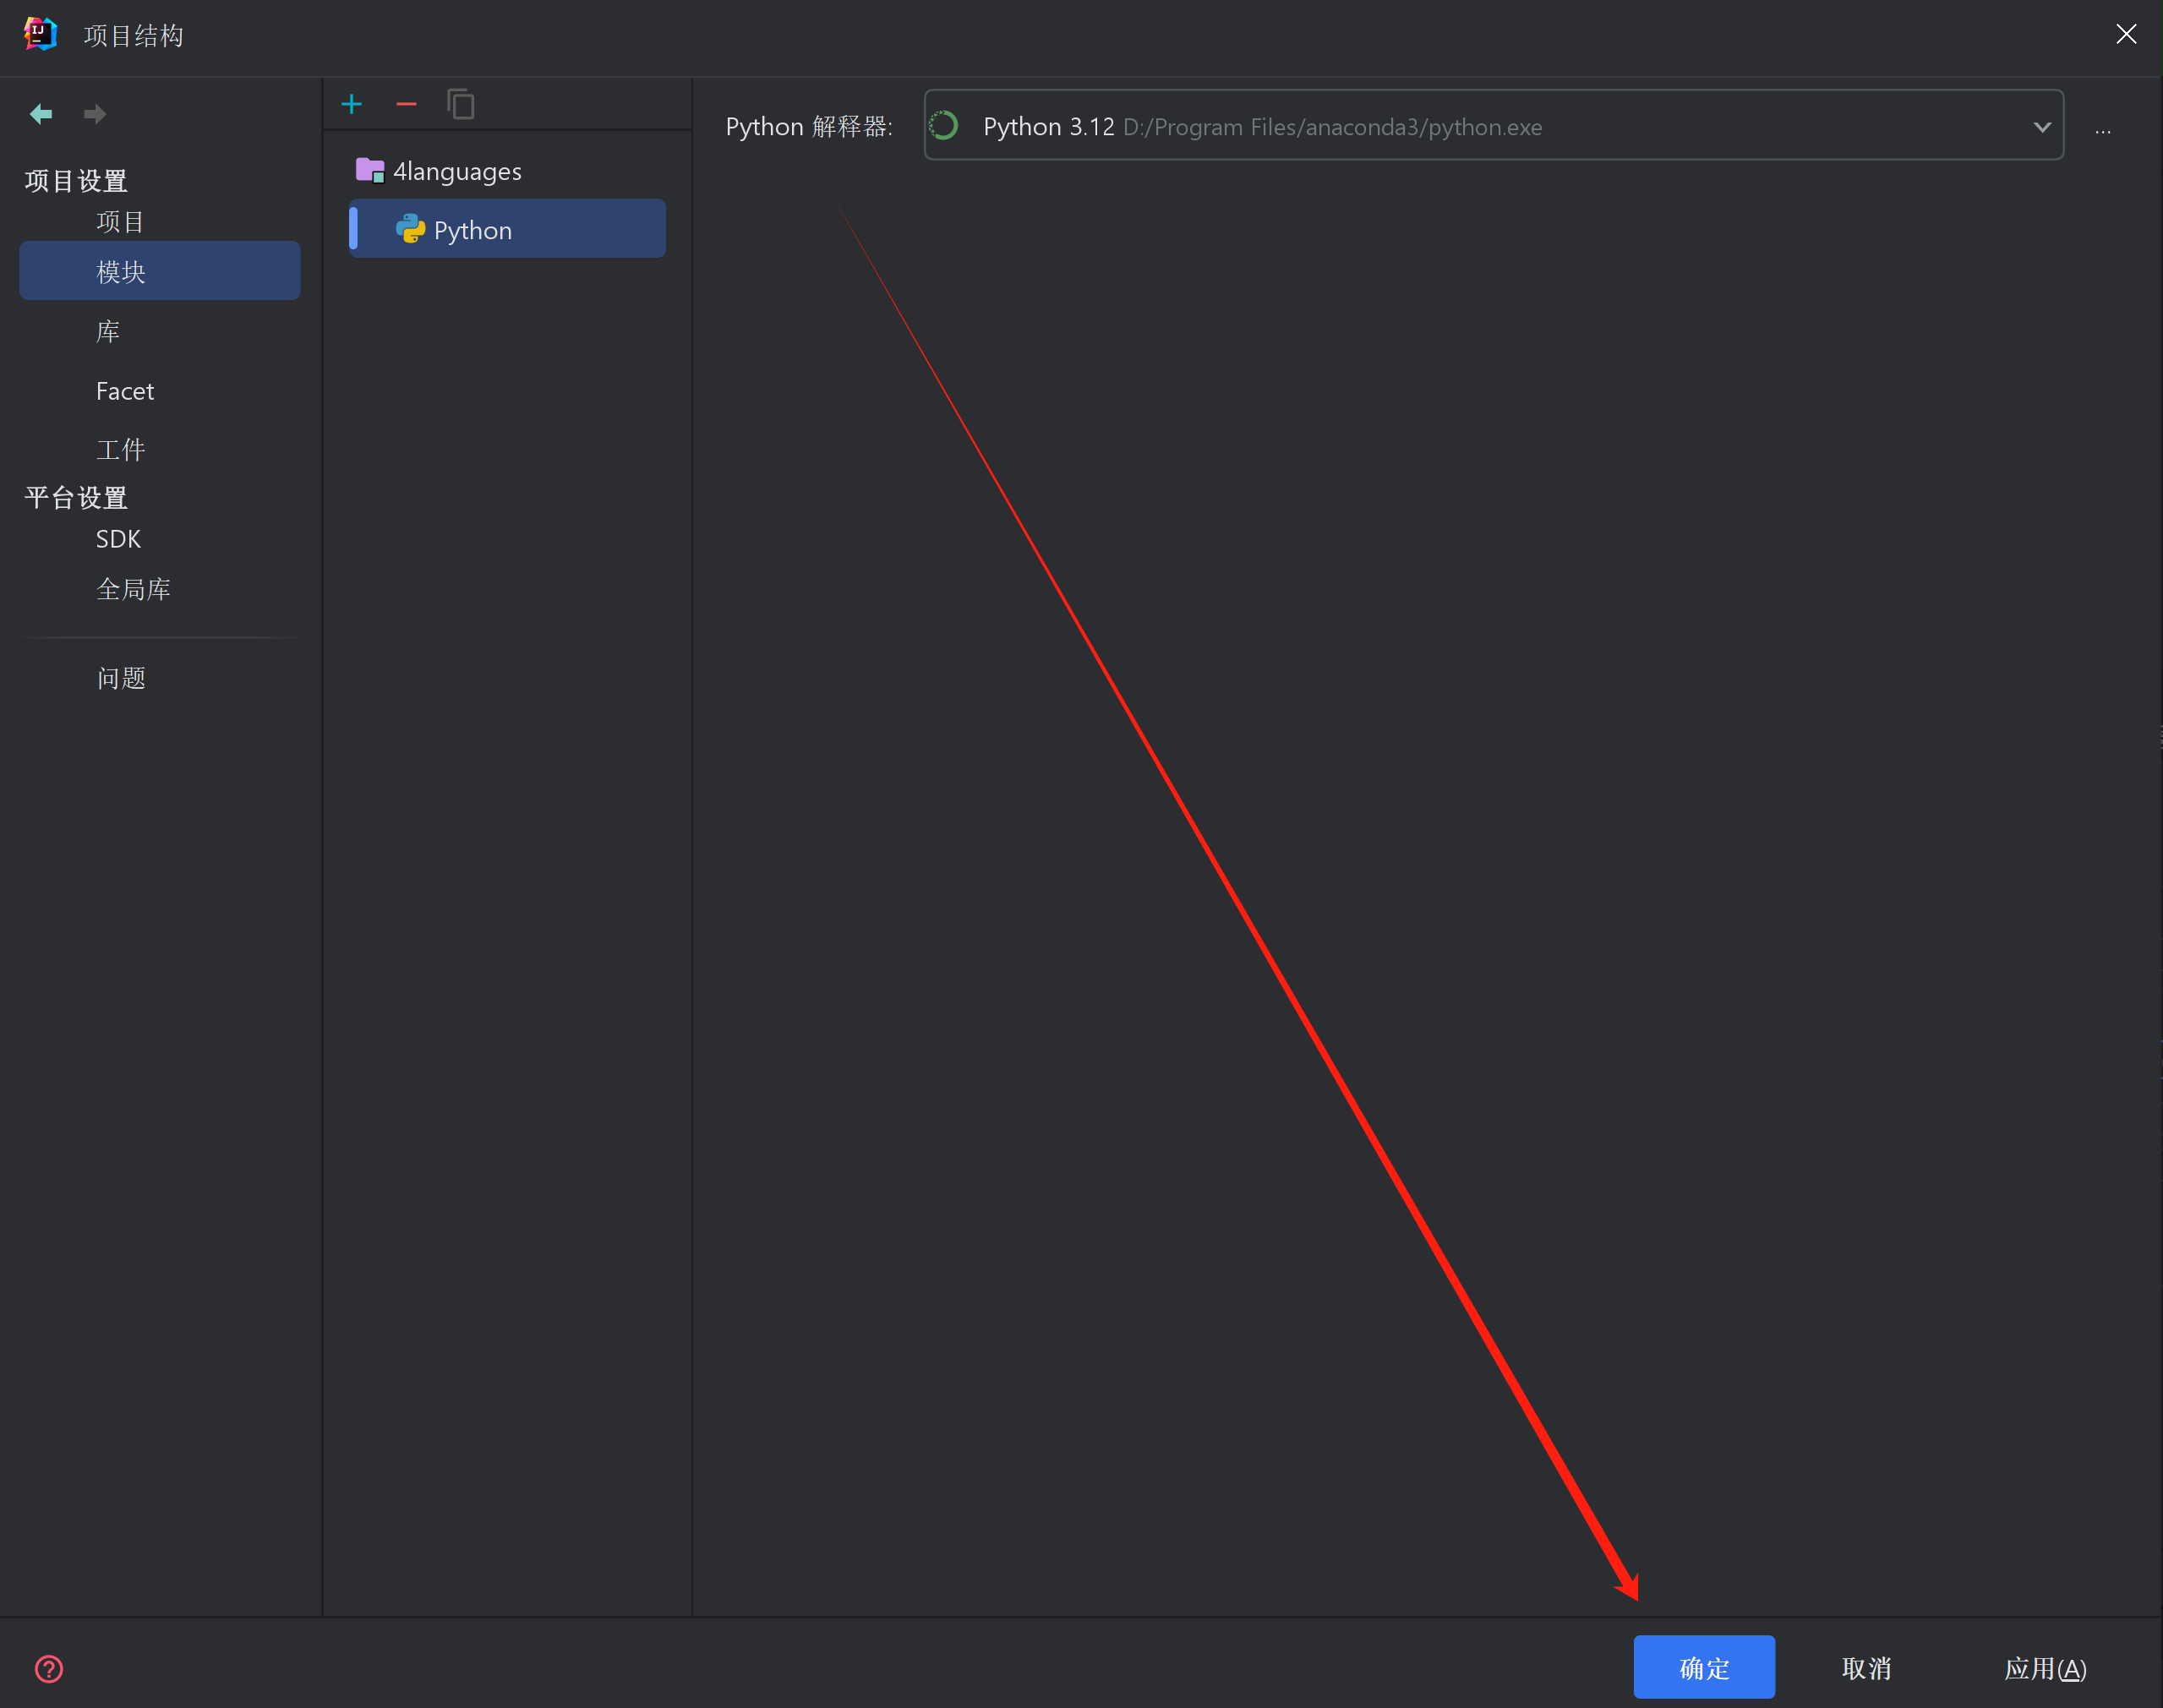 项目结构
项目设置
项目
模块
库
Facet
工件
平台设置
SDK
全局库
问题
4languages
Python
Python 解释器: Python 3.12 D:/Program Files/anaconda3/python.exe ...
确定 取消 应用(A)